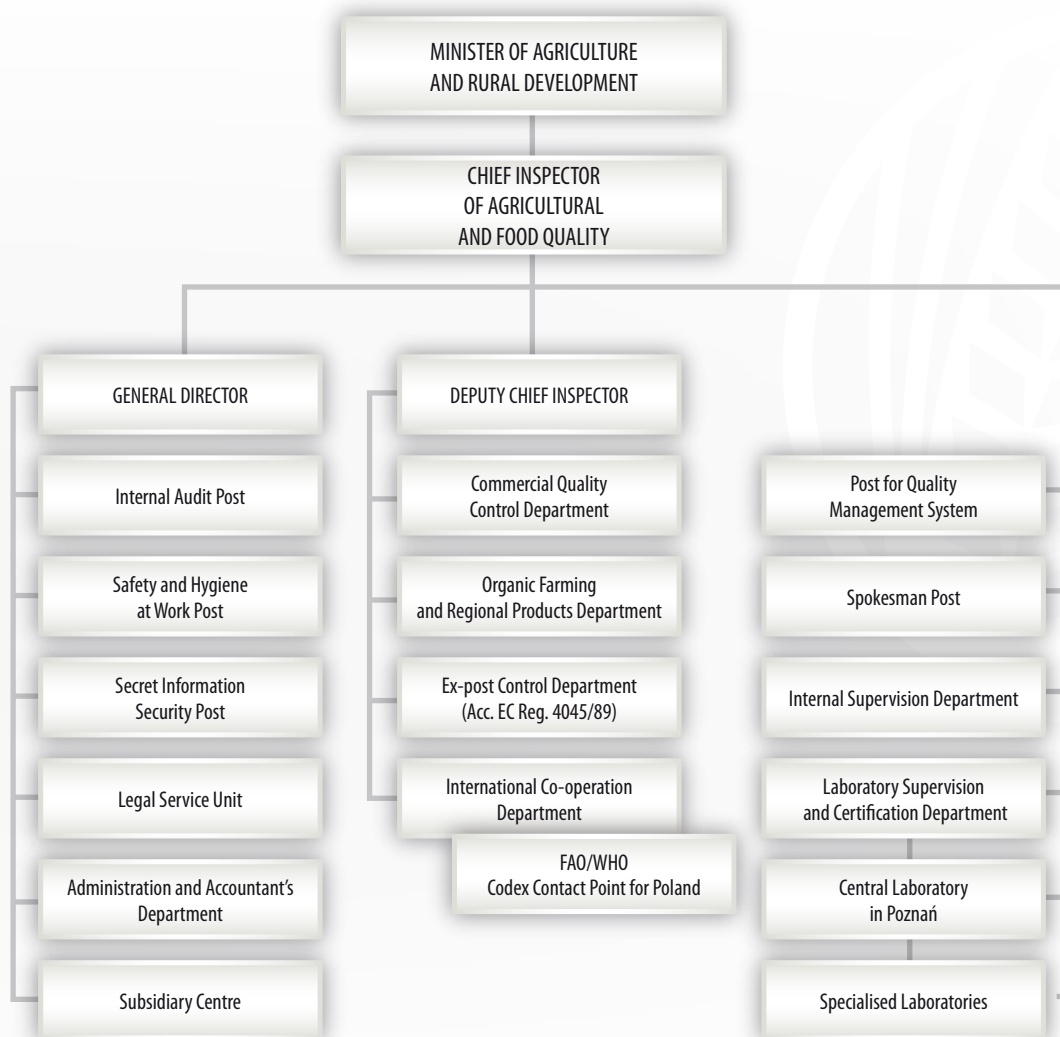 MINISTER OF AGRICULTURE
AND RURAL DEVELOPMENT
CHIEF INSPECTOR
OF AGRICULTURAL
AND FOOD QUALITY
GENERAL DIRECTOR
Internal Audit Post
Safety and Hygiene
at Work Post
Secret Information
Security Post
Legal Service Unit
Administration and Accountant's
Department
Subsidiary Centre
DEPUTY CHIEF INSPECTOR
Commercial Quality
Control Department
Organic Farming
and Regional Products Department
Ex-post Control Department
(Acc. EC Reg. 4045/89)
International Co-operation
Department
FAO/WHO
Codex Contact Point for Poland
Post for Quality
Management System
Spokesman Post
Internal Supervision Department
Laboratory Supervision
and Certification Department
Central Laboratory
in Poznań
Specialised Laboratories